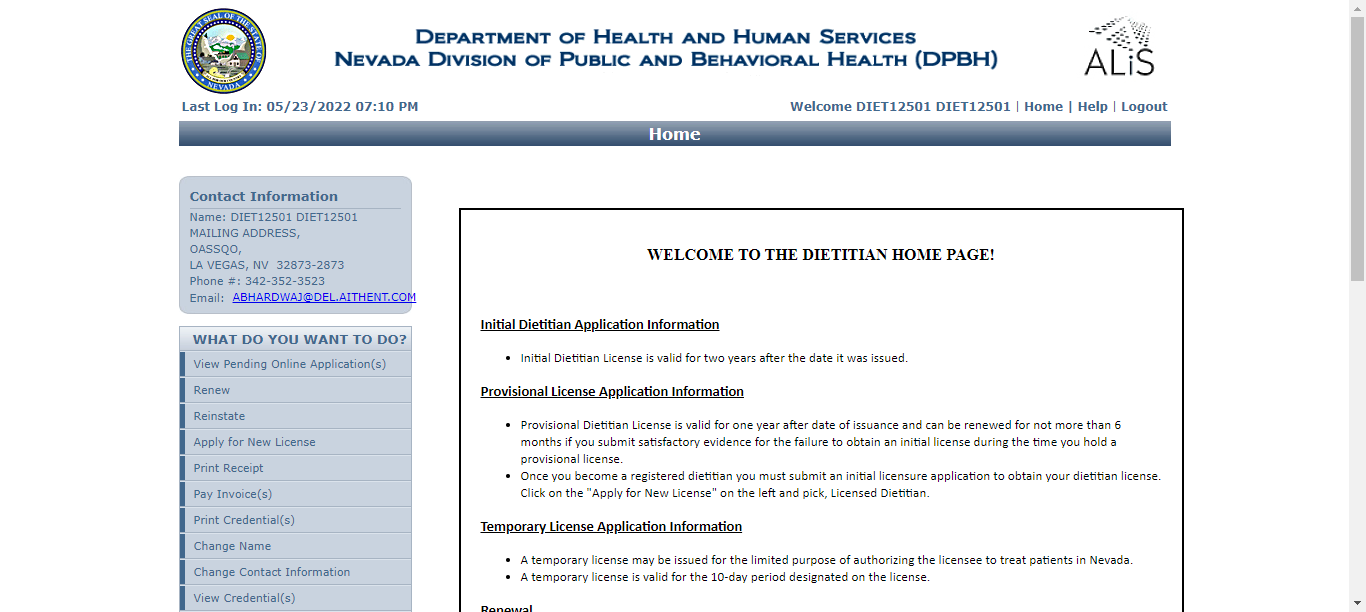 DEPARTMENT OF HEALTH AND HUMAN SERVICES
NEVADA DIVISION OF PUBLIC AND BEHAVIORAL HEALTH (DPBH)
ALiS
THE GREAT SEAL OF THE STATE OF NEVADA
Last Log In: 05/23/2022 07:10 PM
Welcome DIET12501 DIET12501 | Home | Help | Logout
Home
Contact Information
Name: DIET12501 DIET12501
MAILING ADDRESS,
OASSQO,
LA VEGAS, NV 32873-2873
Phone #: 342-352-3523
Email: ABHARDWAJ@DEL.AITHENT.COM
WHAT DO YOU WANT TO DO?
View Pending Online Application(s)
Renew
Reinstate
Apply for New License
Print Receipt
Pay Invoice(s)
Print Credential(s)
Change Name
Change Contact Information
View Credential(s)
WELCOME TO THE DIETITIAN HOME PAGE!
Initial Dietitian Application Information
• Initial Dietitian License is valid for two years after the date it was issued.
Provisional License Application Information
• Provisional Dietitian License is valid for one year after date of issuance and can be renewed for not more than 6
months if you submit satisfactory evidence for the failure to obtain an initial license during the time you hold a
provisional license.
• Once you become a registered dietitian you must submit an initial licensure application to obtain your dietitian license.
Click on the "Apply for New License" on the left and pick, Licensed Dietitian.
Temporary License Application Information
• A temporary license may be issued for the limited purpose of authorizing the licensee to treat patients in Nevada.
• A temporary license is valid for the 10-day period designated on the license.
Renewal